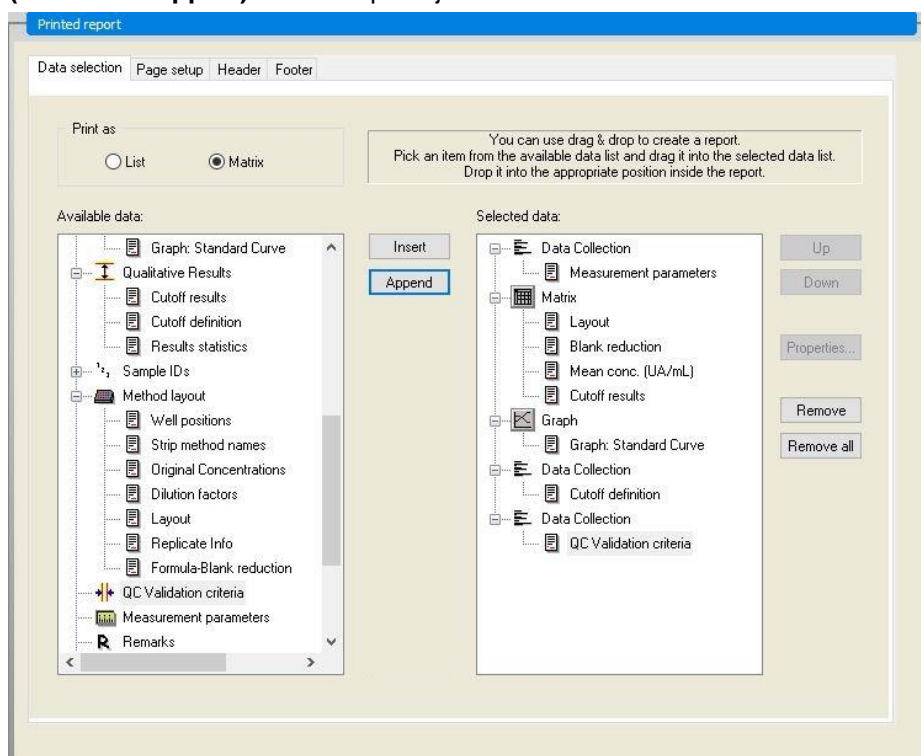 Printed report
Data selection Page setup Header Footer
Print as
List Matrix
You can use drag & drop to create a report.
Pick an item from the available data list and drag it into the selected data list.
Drop it into the appropriate position inside the report.
Available data:
Graph: Standard Curve
Qualitative Results
Cutoff results
Cutoff definition
Results statistics
Sample IDs
Method layout
Well positions
Strip method names
Original Concentrations
Dilution factors
Layout
Replicate Info
Formula-Blank reduction
QC Validation criteria
Measurement parameters
R Remarks
Insert
Append
Selected data:
Data Collection
Measurement parameters
Matrix
Layout
Blank reduction
Mean conc. (UA/mL)
Cutoff results
Graph
Graph: Standard Curve
Data Collection
Cutoff definition
Data Collection
QC Validation criteria
Up
Down
Properties...
Remove
Remove all